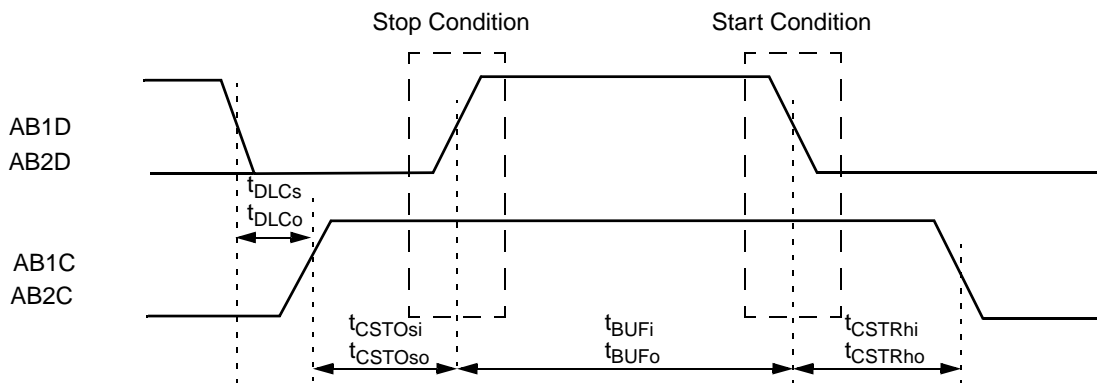 Stop Condition
Start Condition
AB1D
AB2D
tDLCs
tDLCo
AB1C
AB2C
tCSTOsi
tCSTOso
tBUFi
tBUFo
tCSTRhi
tCSTRho